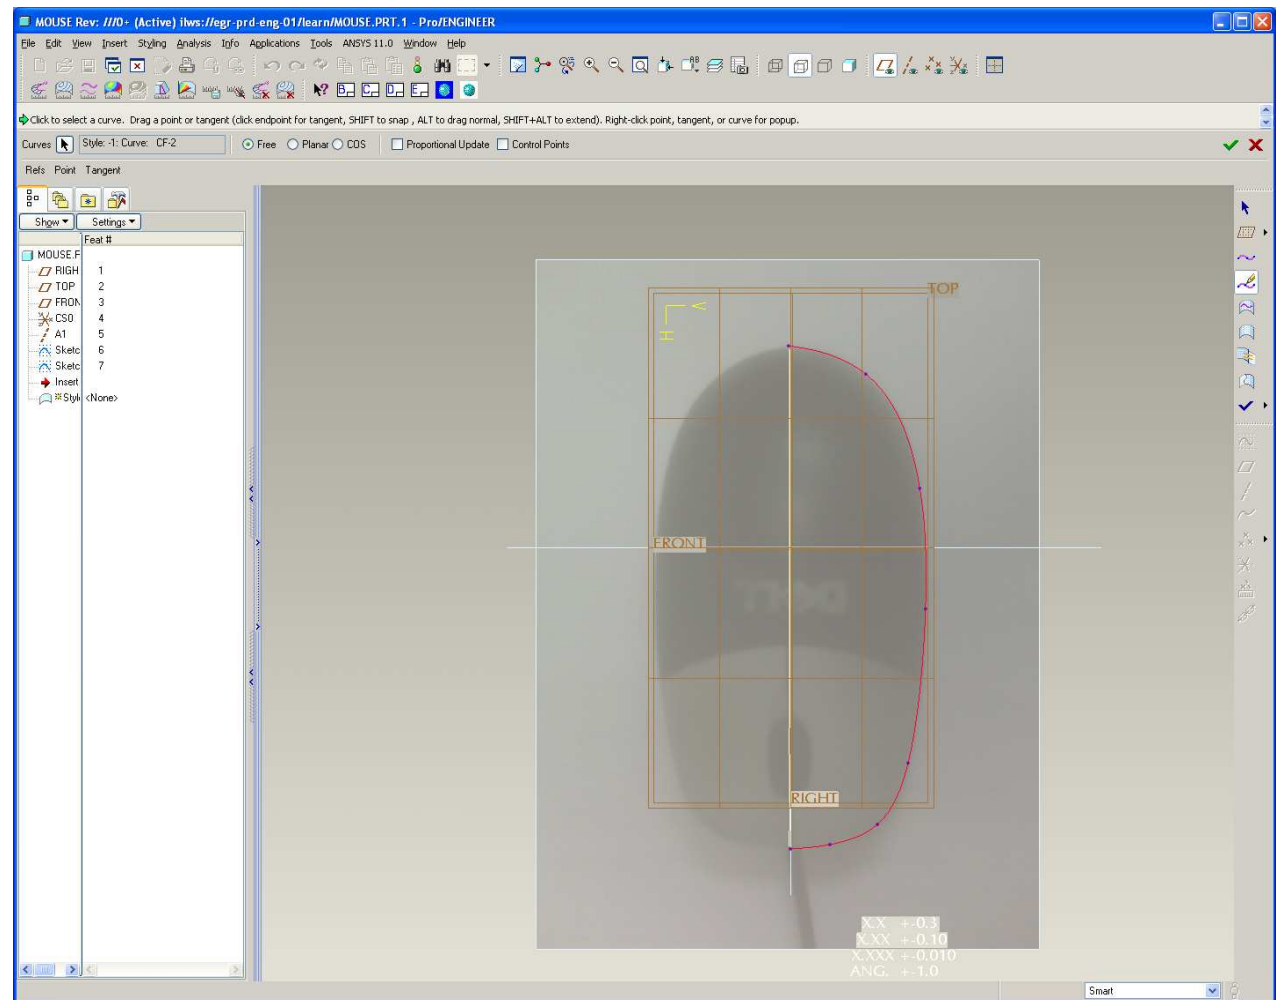 MOUSE Rev: ///0+ (Active) ilws://egr-prd-eng-01/learn/MOUSE.PRT.1 - Pro/ENGINEER
File Edit View Insert Styling Analysis Info Applications Tools ANSYS 11.0 Window Help
Click to select a curve. Drag a point or tangent (click endpoint for tangent, SHIFT to snap , ALT to drag normal, SHIFT+ALT to extend). Right-click point, tangent, or curve for popup.
Curves Style: -1: Curve: CF-2 Free Planar COS Proportional Update Control Points
Refs Point Tangent
Show Settings
Feat #
MOUSE.F
RIGH 1
TOP 2
FRON 3
CS0 4
A1 5
Sketc 6
Sketc 7
Insert
Style <None>
TOP
V
H
FRONT
DELL
RIGHT
X.X +-0.3
X.XX +-0.10
X.XXX +-0.010
ANG. +-1.0
Smart